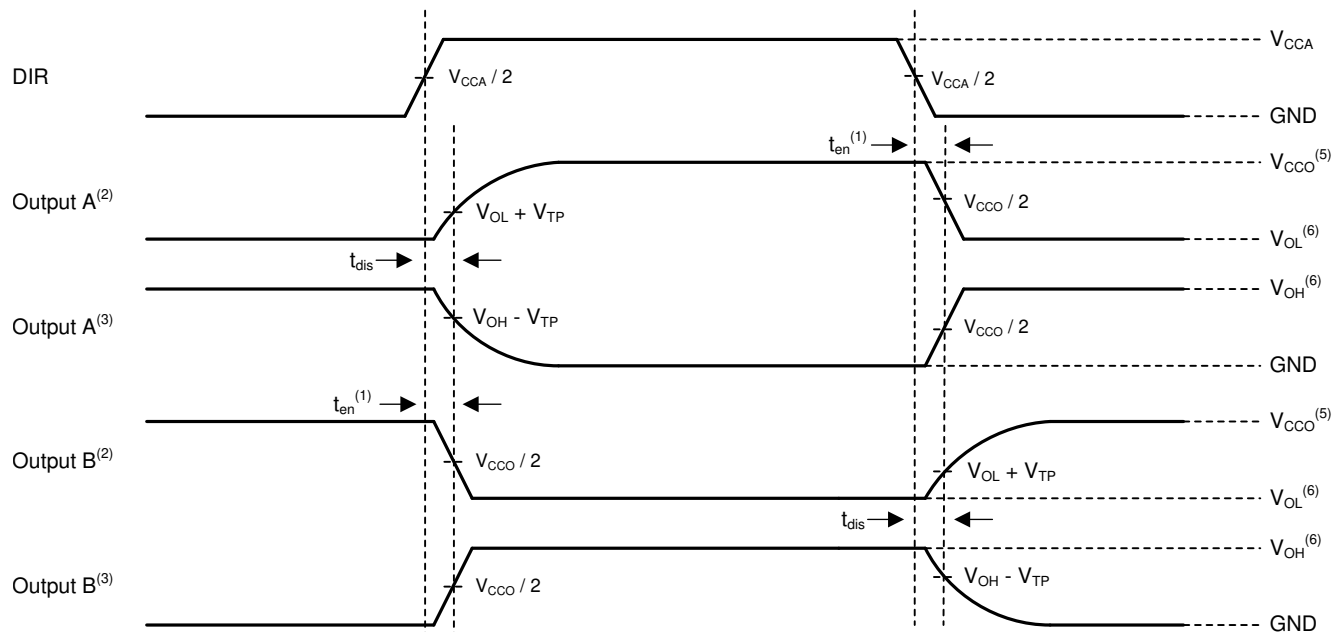 V_CCA
DIR
V_CCA / 2
V_CCA / 2
GND
t_en^(1)
V_CCO^(5)
Output A^(2)
V_OL + V_TP
V_CCO / 2
V_OL^(6)
t_dis
V_OH^(6)
Output A^(3)
V_OH - V_TP
V_CCO / 2
GND
t_en^(1)
V_CCO^(5)
Output B^(2)
V_CCO / 2
V_OL + V_TP
V_OL^(6)
t_dis
V_OH^(6)
Output B^(3)
V_CCO / 2
V_OH - V_TP
GND